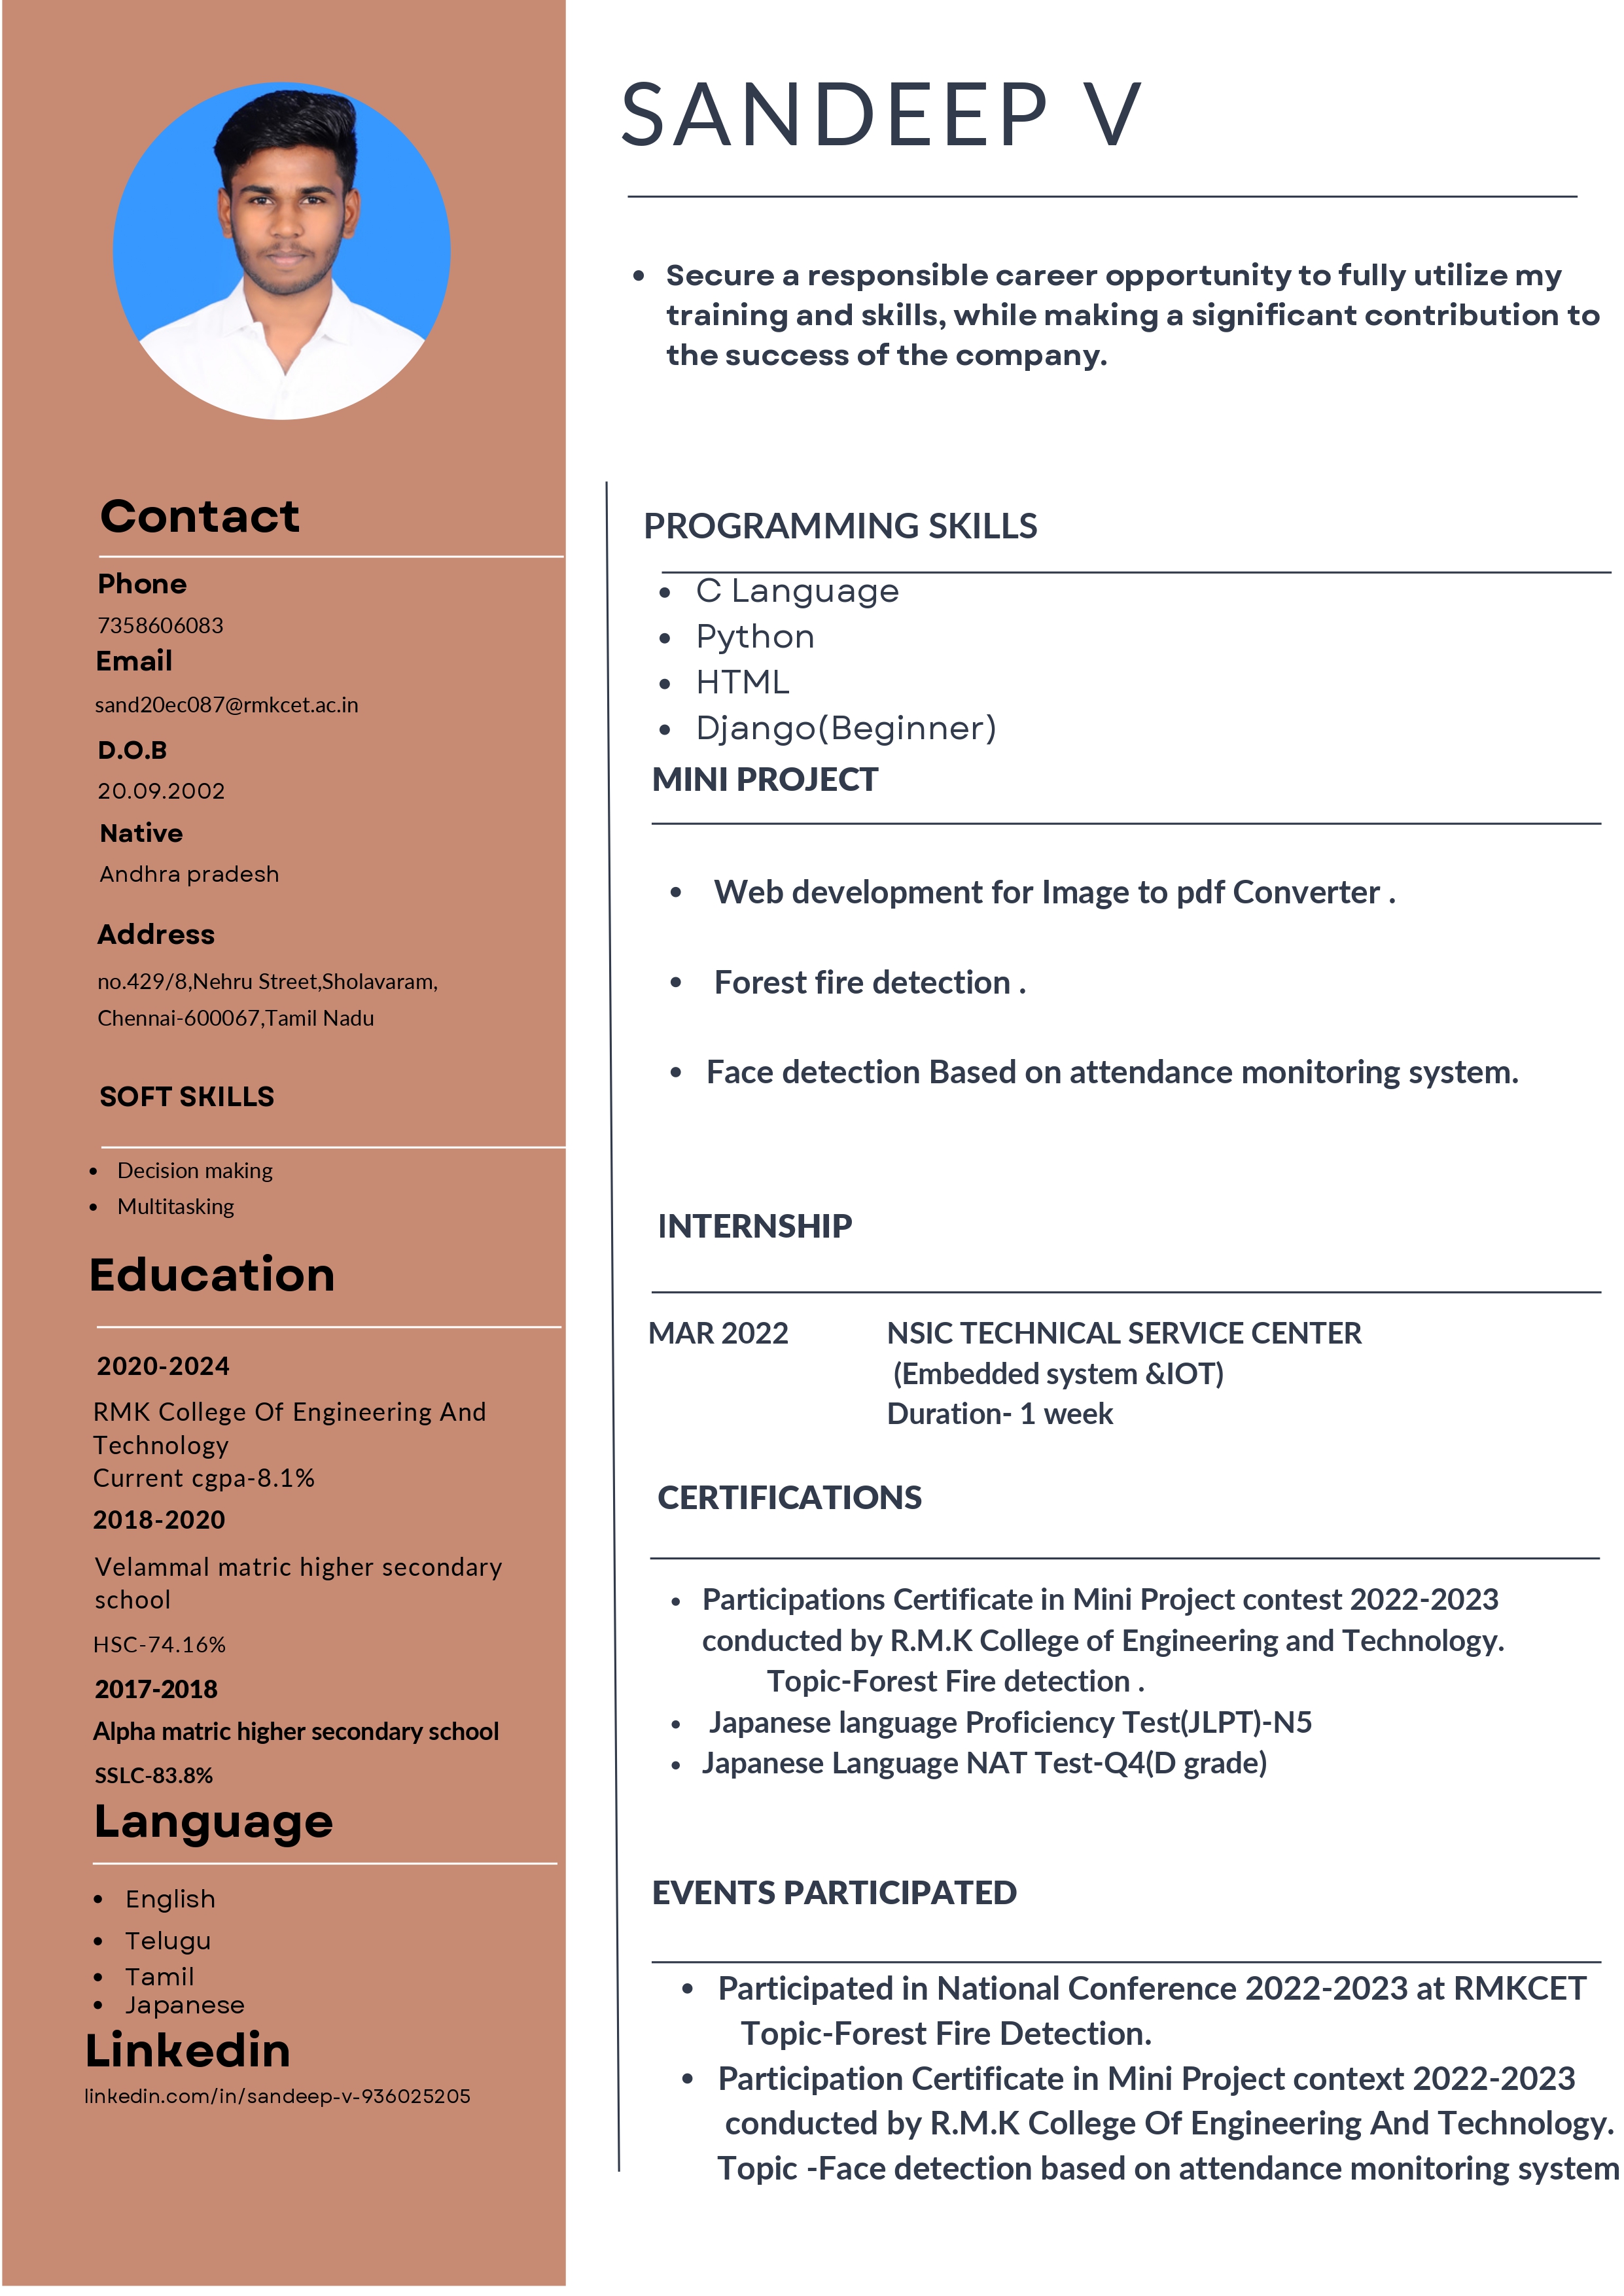 SANDEEP V
Secure a responsible career opportunity to fully utilize my
training and skills, while making a significant contribution to
the success of the company.
Contact
Phone
7358606083
Email
sand20ec087@rmkcet.ac.in
D.O.B
20.09.2002
Native
Andhra pradesh
Address
no.429/8,Nehru Street,Sholavaram,
Chennai-600067,Tamil Nadu
SOFT SKILLS
• Decision making
• Multitasking
Education
2020-2024
RMK College Of Engineering And
Technology
Current cgpa-8.1%
2018-2020
Velammal matric higher secondary
school
HSC-74.16%
2017-2018
Alpha matric higher secondary school
SSLC-83.8%
Language
• English
• Telugu
• Tamil
• Japanese
Linkedin
linkedin.com/in/sandeep-v-936025205
PROGRAMMING SKILLS
• C Language
• Python
• HTML
• Django(Beginner)
MINI PROJECT
• Web development for Image to pdf Converter .
• Forest fire detection .
• Face detection Based on attendance monitoring system.
INTERNSHIP
MAR 2022 NSIC TECHNICAL SERVICE CENTER
(Embedded system &IOT)
Duration- 1 week
CERTIFICATIONS
• Participations Certificate in Mini Project contest 2022-2023
conducted by R.M.K College of Engineering and Technology.
Topic-Forest Fire detection .
• Japanese language Proficiency Test(JLPT)-N5
• Japanese Language NAT Test-Q4(D grade)
EVENTS PARTICIPATED
• Participated in National Conference 2022-2023 at RMKCET
Topic-Forest Fire Detection.
• Participation Certificate in Mini Project context 2022-2023
conducted by R.M.K College Of Engineering And Technology.
Topic -Face detection based on attendance monitoring system